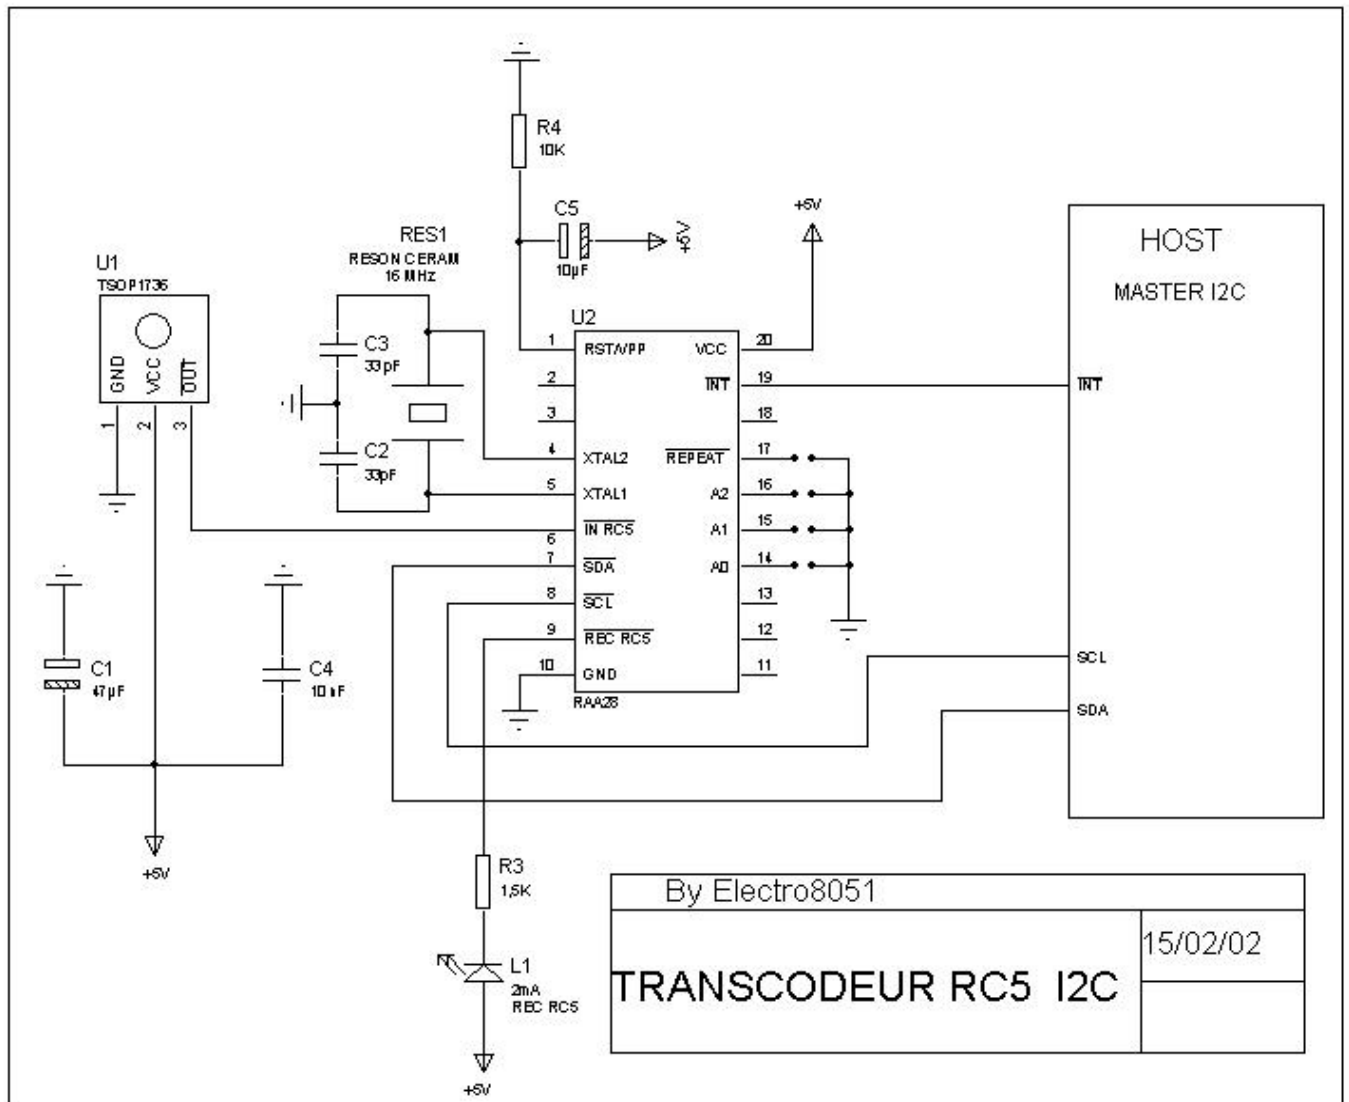 R4
10K
C5
10µF
+5V
+5V
RES1
RESON CERAM
16 MHz
U1
TSOP1736
GND
VCC
OUT
1
2
3
C3
33pF
C2
33pF
U2
1
RST/VPP
VCC
20
2
INT
19
3
18
4
XTAL2
REPEAT
17
5
XTAL1
A2
16
6
IN RC5
A1
15
7
SDA
A0
14
8
SCL
13
9
REC RC5
12
10
GND
11
RAA28
HOST
MASTER I2C
INT
SCL
SDA
C1
47µF
C4
10nF
+5V
R3
1,5K
L1
2mA
REC RC5
+5V
By Electro8051
TRANSCODEUR RC5 I2C
15/02/02